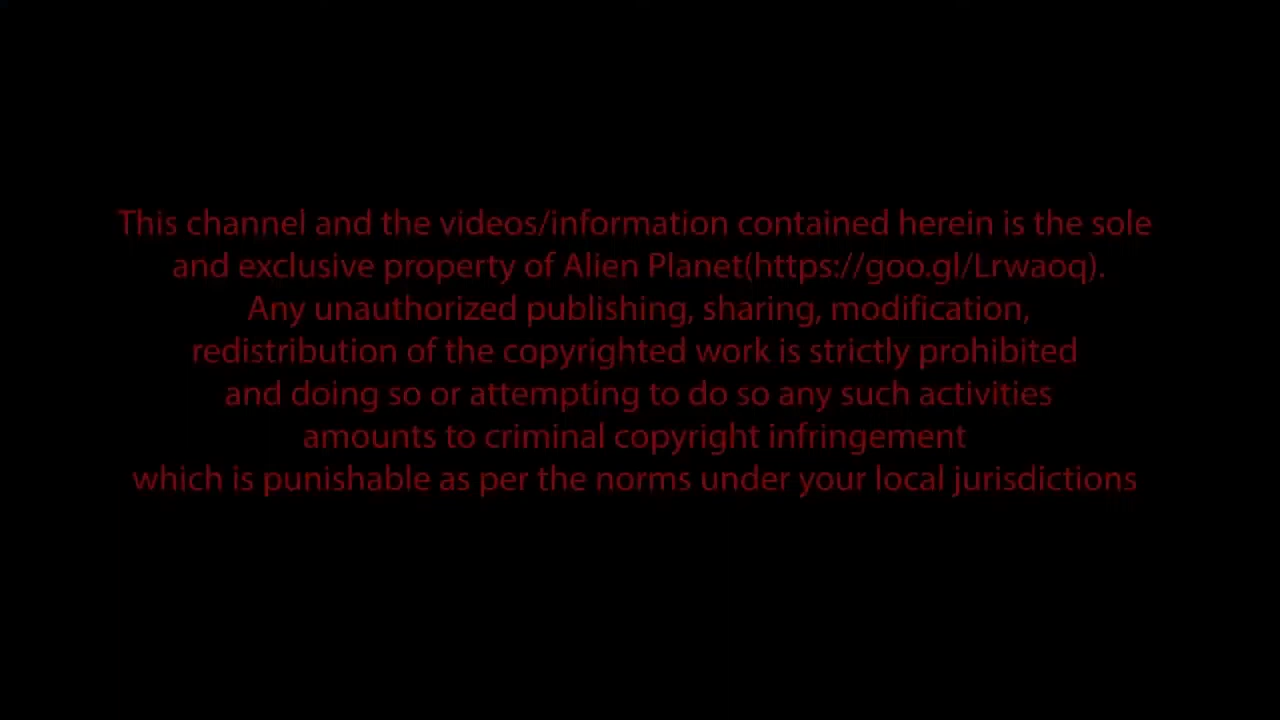 This channel and the videos/information contained herein is the sole
and exclusive property of Alien Planet(https://goo.gl/Lrwaoq).
Any unauthorized publishing, sharing, modification,
redistribution of the copyrighted work is strictly prohibited
and doing so or attempting to do so any such activities
amounts to criminal copyright infringement
which is punishable as per the norms under your local jurisdictions